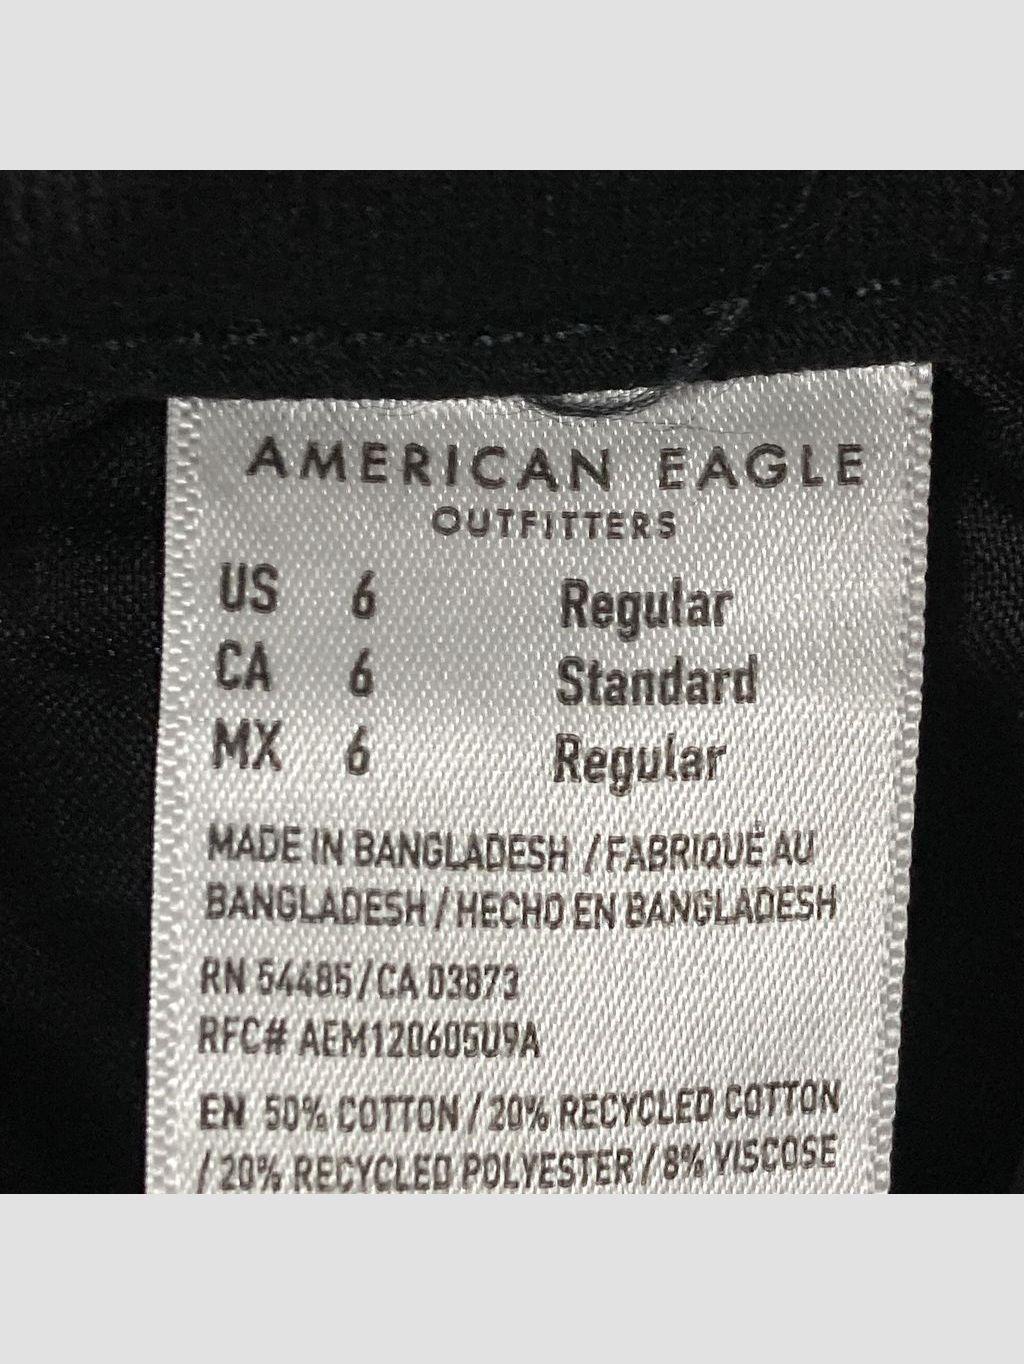 AMERICAN EAGLE
OUTFITTERS
US 6 Regular
CA 6 Standard
MX 6 Regular
MADE IN BANGLADESH / FABRIQUÉ AU
BANGLADESH / HECHO EN BANGLADESH
RN 54485 / CA 03873
RFC# AEM120605U9A
EN 50% COTTON / 20% RECYCLED COTTON
/ 20% RECYCLED POLYESTER / 8% VISCOSE